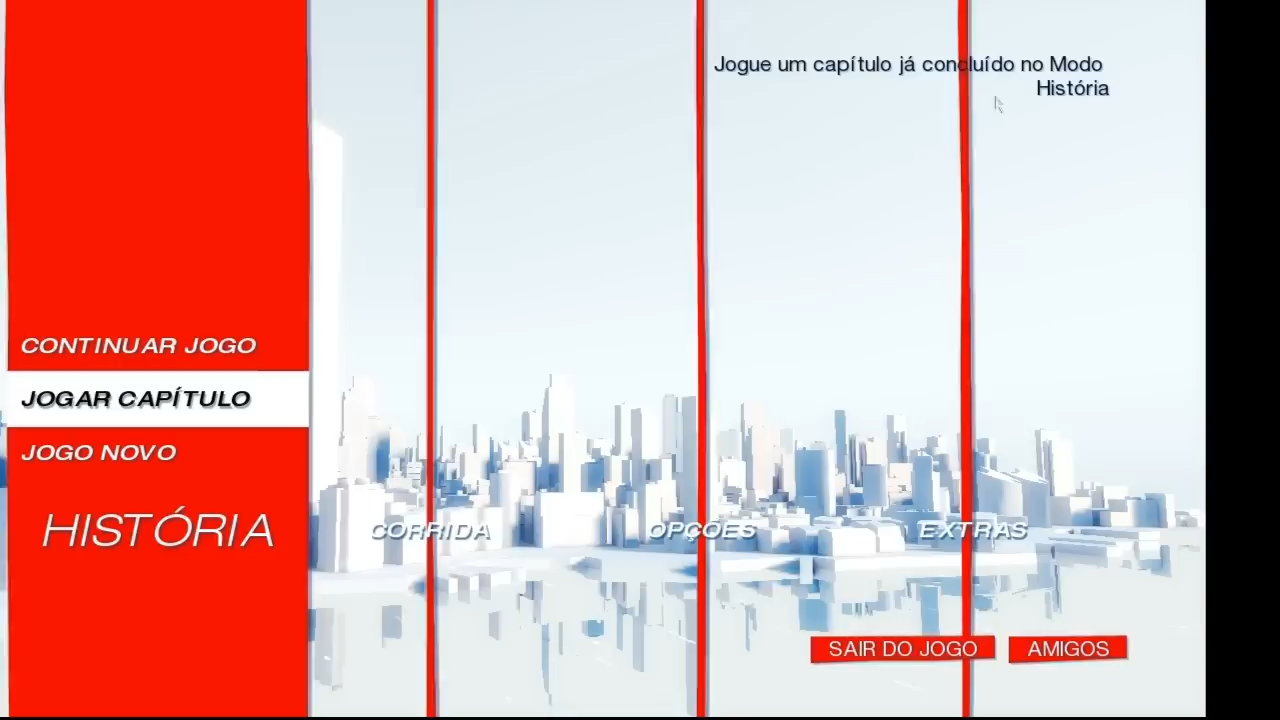 Jogue um capítulo já concluído no Modo
História
CONTINUAR JOGO
JOGAR CAPÍTULO
JOGO NOVO
HISTÓRIA
CORRIDA
OPÇÕES
EXTRAS
SAIR DO JOGO
AMIGOS